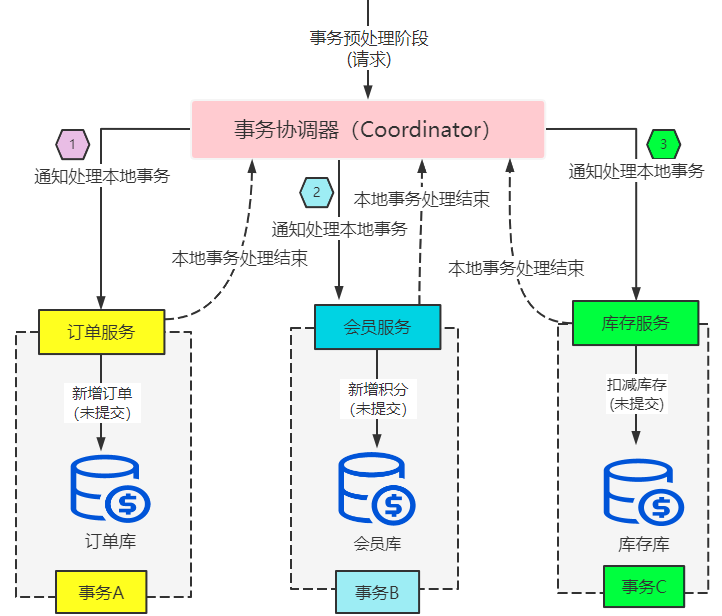 事务预处理阶段
(请求)
事务协调器（Coordinator）
1
通知处理本地事务
2
通知处理本地事务
3
通知处理本地事务
本地事务处理结束
本地事务处理结束
本地事务处理结束
订单服务
会员服务
库存服务
新增订单
（未提交）
新增积分
（未提交）
扣减库存
(未提交)
订单库
会员库
库存库
事务A
事务B
事务C